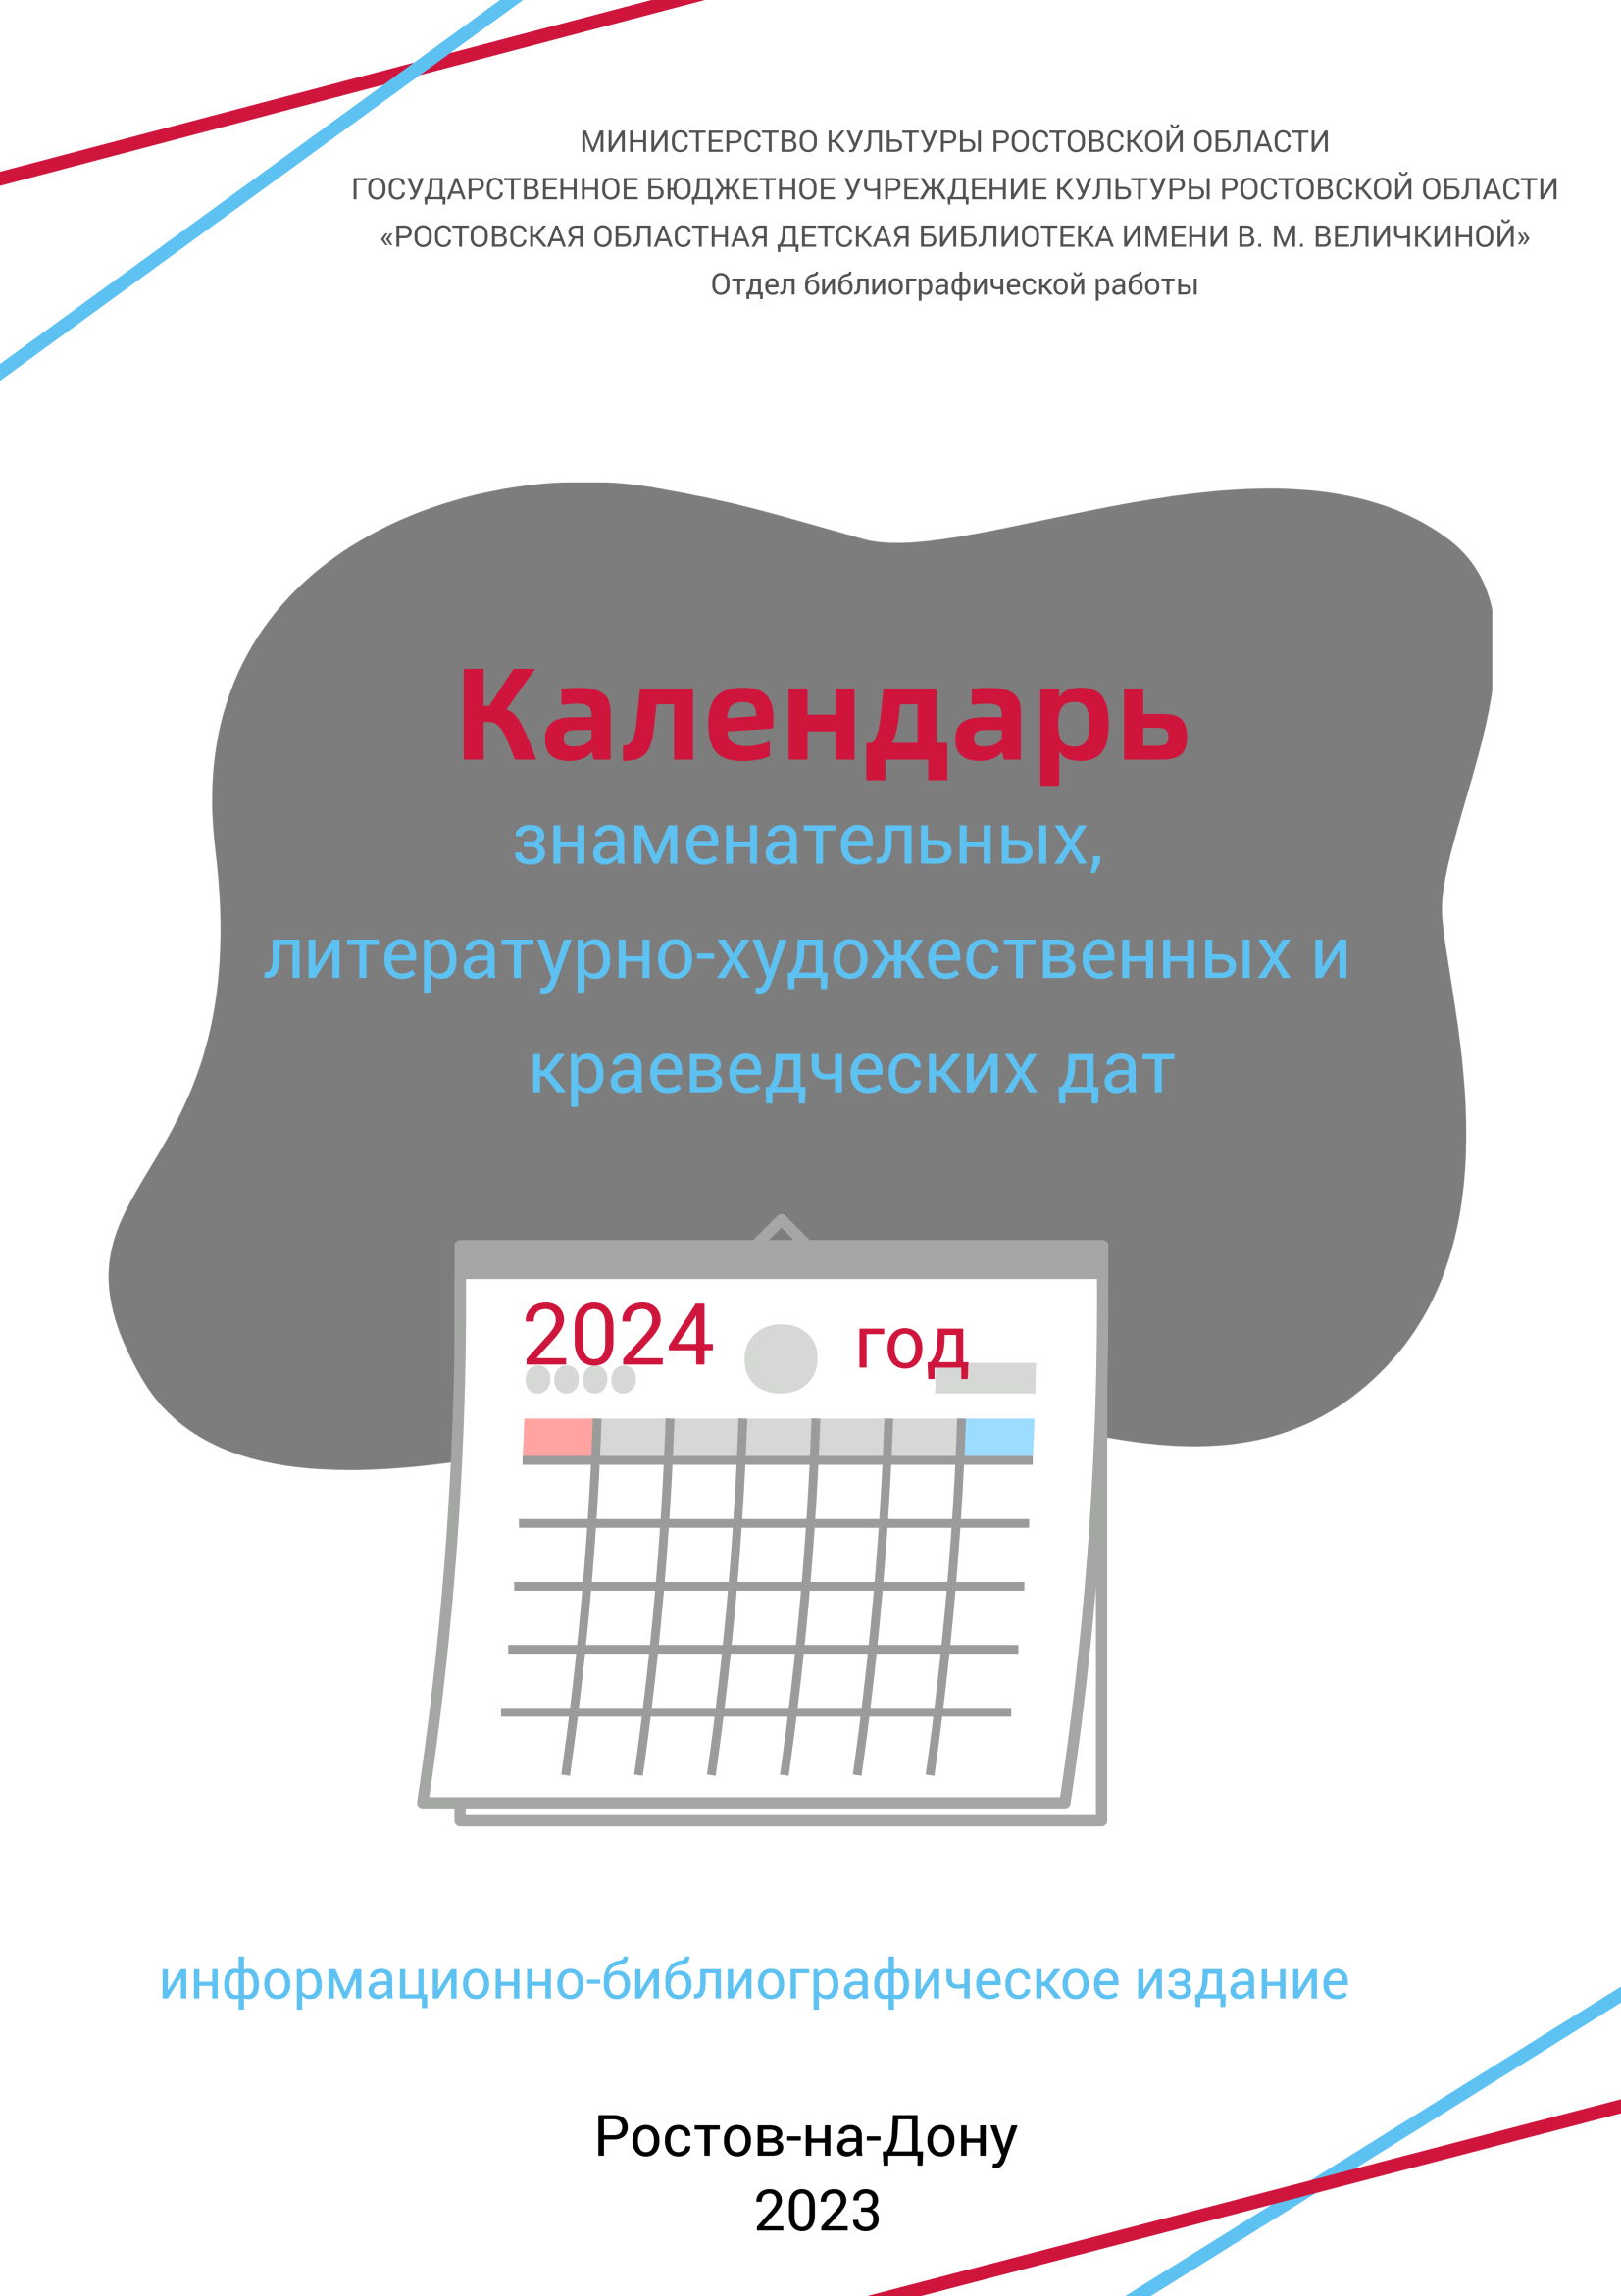 МИНИСТЕРСТВО КУЛЬТУРЫ РОСТОВСКОЙ ОБЛАСТИ
ГОСУДАРСТВЕННОЕ БЮДЖЕТНОЕ УЧРЕЖДЕНИЕ КУЛЬТУРЫ РОСТОВСКОЙ ОБЛАСТИ
«РОСТОВСКАЯ ОБЛАСТНАЯ ДЕТСКАЯ БИБЛИОТЕКА ИМЕНИ В. М. ВЕЛИЧКИНОЙ»
Отдел библиографической работы
Календарь
знаменательных,
литературно-художественных и
краеведческих дат
2024 год
информационно-библиографическое издание
Ростов-на-Дону
2023